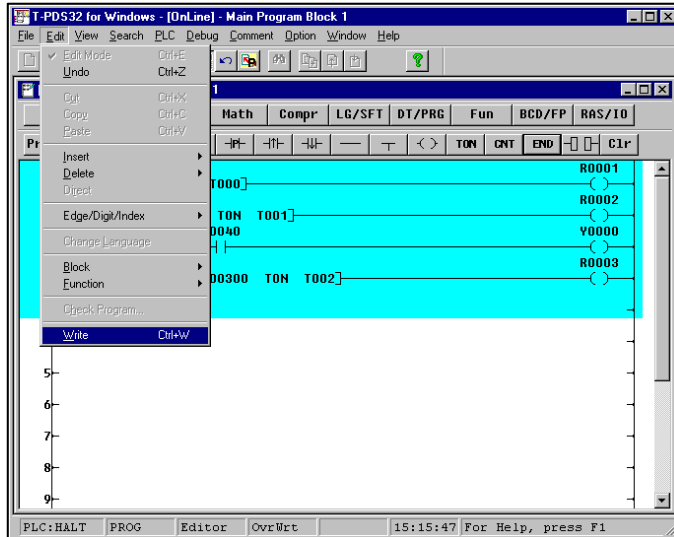 T-PDS32 for Windows - [OnLine] - Main Program Block 1
File Edit View Search PLC Debug Comment Option Window Help
Edit Mode Ctrl+E
Undo Ctrl+Z
Cut Ctrl+X
Copy Ctrl+C
Paste Ctrl+V
Insert
Delete
Direct
Edge/Digit/Index
Change Language
Block
Function
Check Program...
Write Ctrl+W
1
Math Compr LG/SFT DT/PRG Fun BCD/FP RAS/IO
Pr P TON CNT END Clr
R0001
T000]
R0002
TON T001]
0040 Y0000
R0003
00300 TON T002]
5
6
7
8
9
PLC:HALT PROG Editor OvrWrt 15:15:47 For Help, press F1